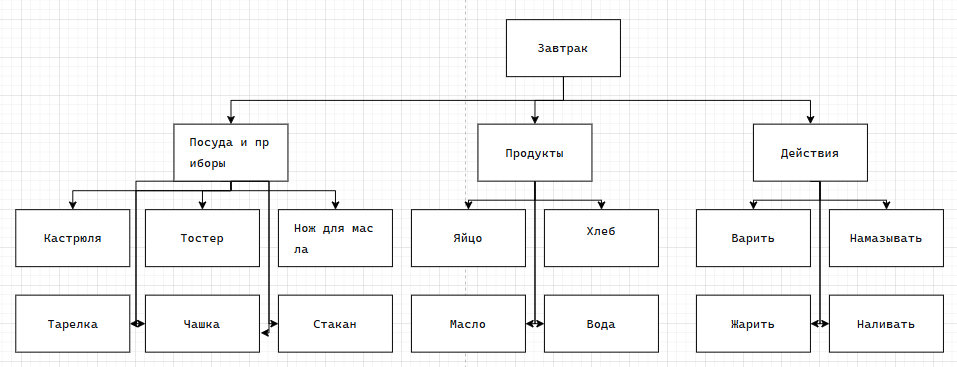 Завтрак
Посуда и пр
иборы
Продукты
Действия
Кастрюля
Тостер
Нож для мас
ла
Яйцо
Хлеб
Варить
Намазывать
Тарелка
Чашка
Стакан
Масло
Вода
Жарить
Наливать